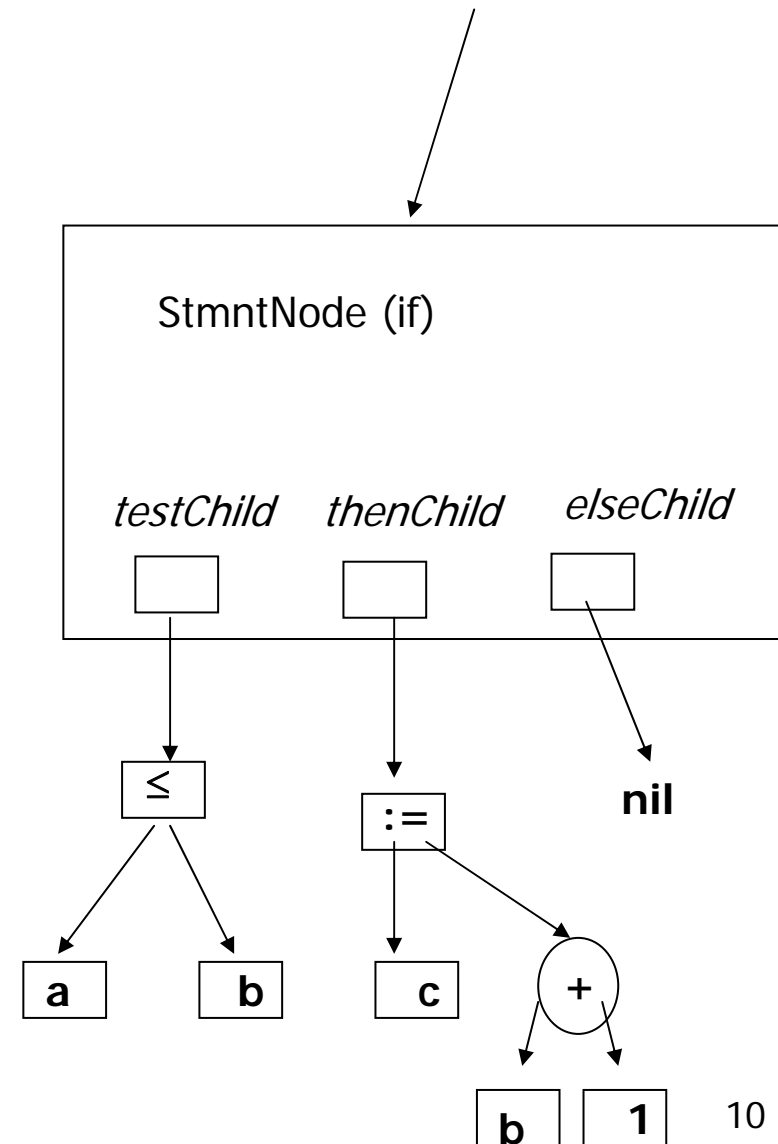 StmntNode (if)
testChild thenChild elseChild
≤ := nil
a b c +
b 1 10